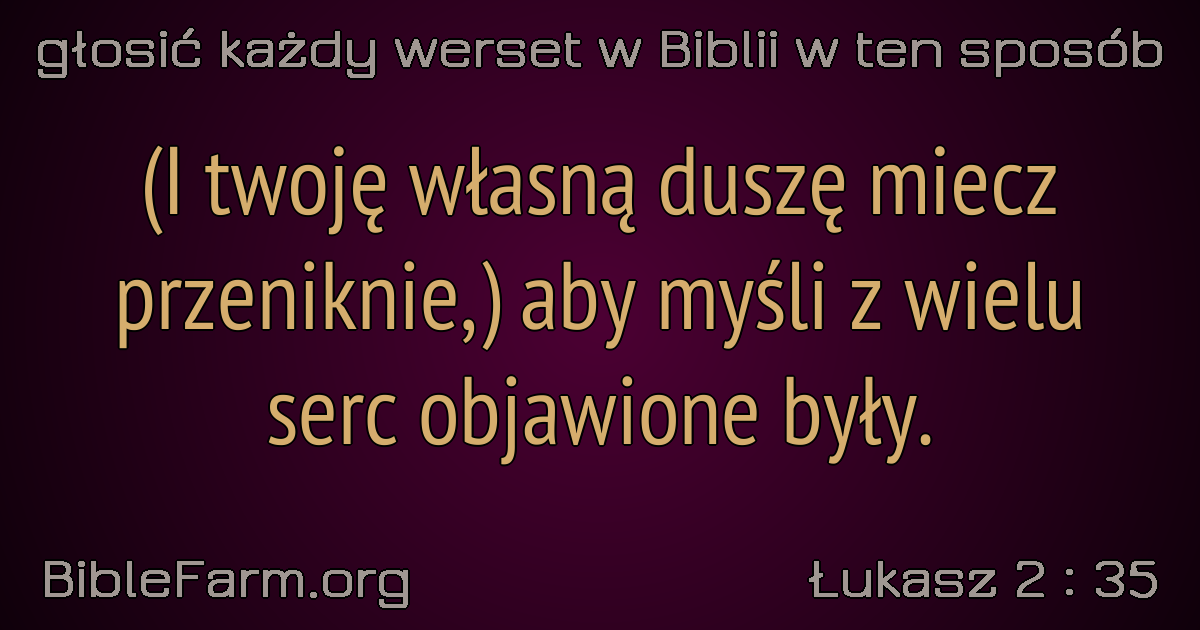 głosić każdy werset w Biblii w ten sposób
(I twoję własną duszę miecz
przeniknie,) aby myśli z wielu
serc objawione były.
BibleFarm.org
Łukasz 2 : 35